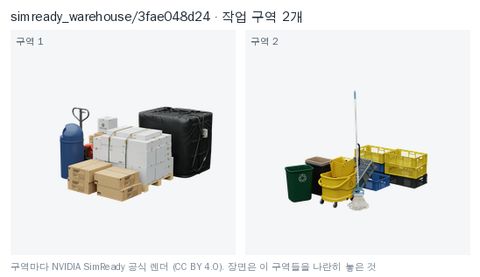 simready_warehouse/3fae048d24 · 작업 구역 2개
구역 1
구역 2
구역마다 NVIDIA SimReady 공식 렌더 (CC BY 4.0). 장면은 이 구역들을 나란히 놓은 것